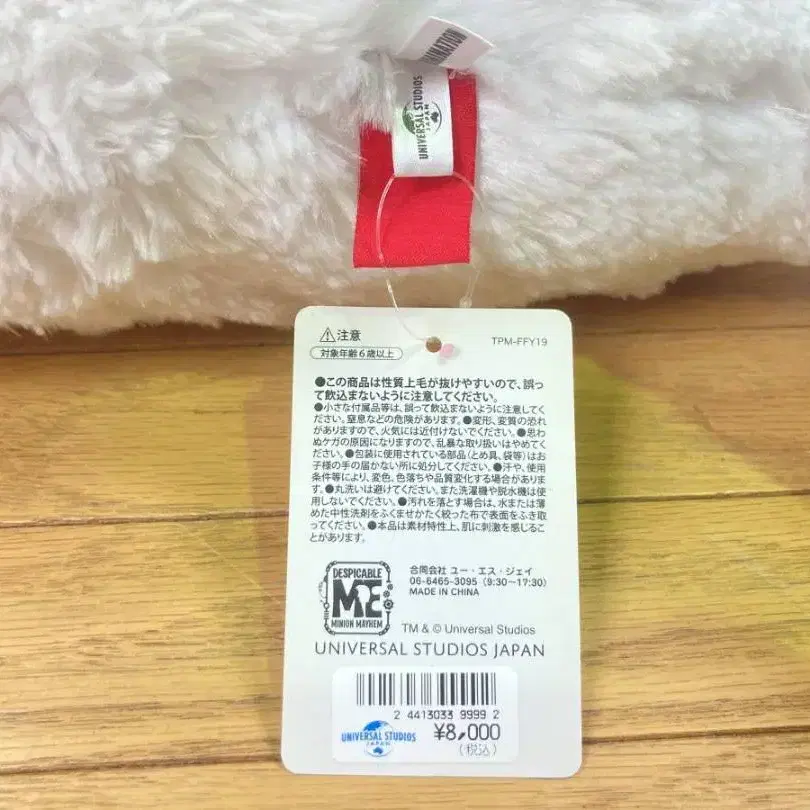 INATION
UNIVERSAL STUDIOS
JAPAN
⚠注意
TPM-FFY19
対象年齢6歳以上
●この商品は性質上毛が抜けやすいので、誤っ
て飲込まないように注意してください。
●小さな付属品等は、誤って飲込まないように注意してく
ださい。窒息などの危険があります。●変形、変質の恐れ
がありますので、火気には近付けないでください。●思わ
ぬケガの原因になりますので、乱暴な取り扱いはやめてく
ださい。●包装に使用されている部品(とめ具、袋等)はお
子様の手の届かない所に処分してください。●汗や、使用
条件等により、変色、色落ちや品質変化する場合がありま
す。●丸洗いは避けてください。また洗濯機や脱水機は使
用しないでください。●汚れを落とす場合は、水または薄
めた中性洗剤をふくませかたく絞った布で表面をふき取
ってください。●本品は素材特性上、肌に刺激を感じるこ
とがあります。
DESPICABLE
ME
MINION MAYHEM
合同会社 ユー・エス・ジェイ
06-6465-3095 (9:30~17:30)
MADE IN CHINA
TM & © Universal Studios
UNIVERSAL STUDIOS JAPAN
2 4413033 9999 2
UNIVERSAL STUDIOS
JAPAN
¥8,000
(税込)